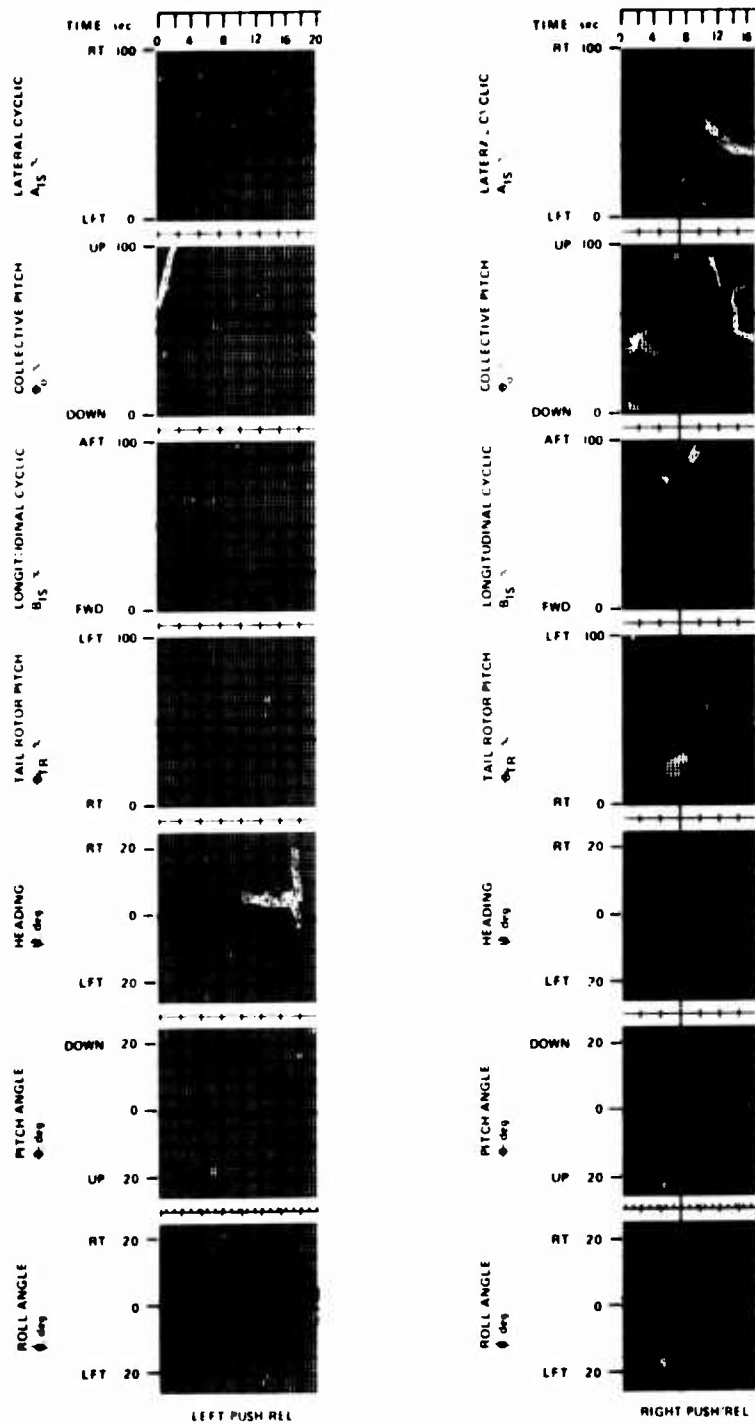 TIME sec
0 4 8 12 16 20
LATERAL CYCLIC
A1S %
RT 100
LFT 0
COLLECTIVE PITCH
UP 100
DOWN 0
LONGITUDINAL CYCLIC
B1S %
AFT 100
FWD 0
TAIL ROTOR PITCH
TR %
LFT 100
RT 0
HEADING
ψ deg
RT 20
0
LFT 20
PITCH ANGLE
deg
DOWN 20
0
UP 20
ROLL ANGLE
ϕ deg
RT 20
0
LFT 20
LEFT PUSH REL
TIME sec
0 4 8 12 16
LATERAL CYCLIC
A1S
RT 100
LFT 0
COLLECTIVE PITCH
UP 100
DOWN 0
LONGITUDINAL CYCLIC
B1S
AFT 100
FWD 0
TAIL ROTOR PITCH
TR
LFT 100
RT 0
HEADING
ψ deg
RT 20
0
LFT 20
PITCH ANGLE
deg
DOWN 20
0
UP 20
ROLL ANGLE
ϕ deg
RT 20
0
LFT 20
RIGHT PUSH REL